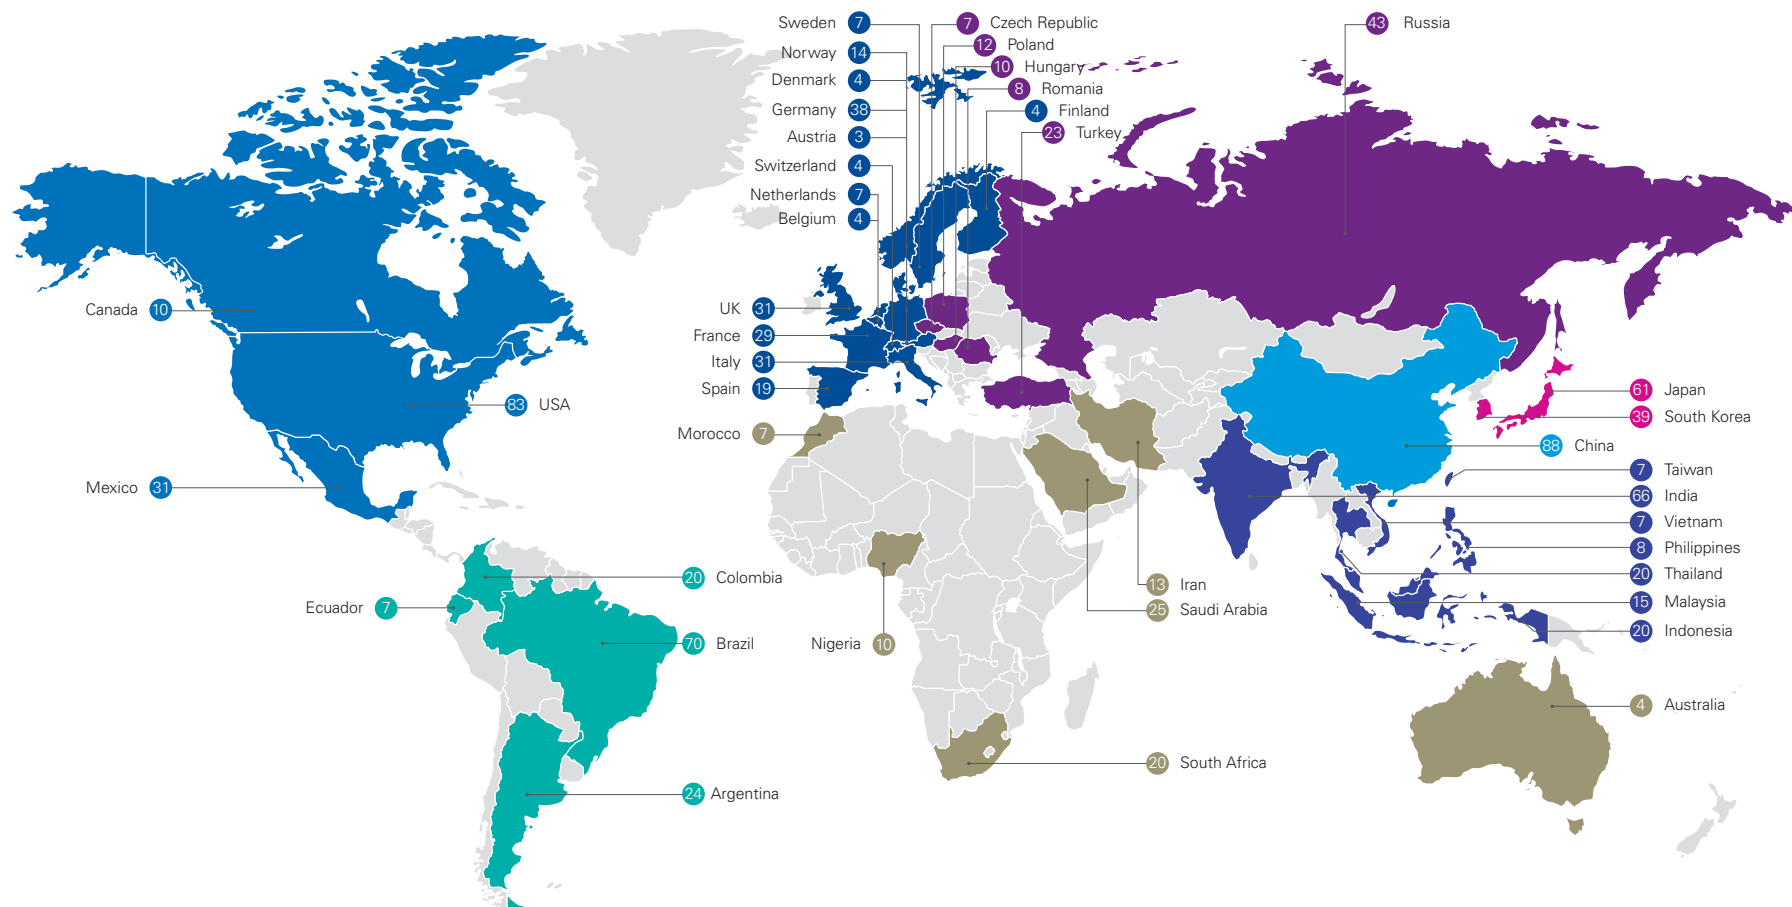 Sweden 7
Norway 14
Denmark 4
Germany 38
Austria 3
Switzerland 4
Netherlands 7
Belgium 4
7 Czech Republic
12 Poland
10 Hungary
8 Romania
4 Finland
23 Turkey
43 Russia
Canada 10
83 USA
Mexico 31
UK 31
France 29
Italy 31
Spain 19
Morocco 7
61 Japan
39 South Korea
88 China
7 Taiwan
66 India
7 Vietnam
8 Philippines
20 Thailand
15 Malaysia
20 Indonesia
20 Colombia
Ecuador 7
70 Brazil
24 Argentina
Nigeria 10
13 Iran
25 Saudi Arabia
20 South Africa
4 Australia